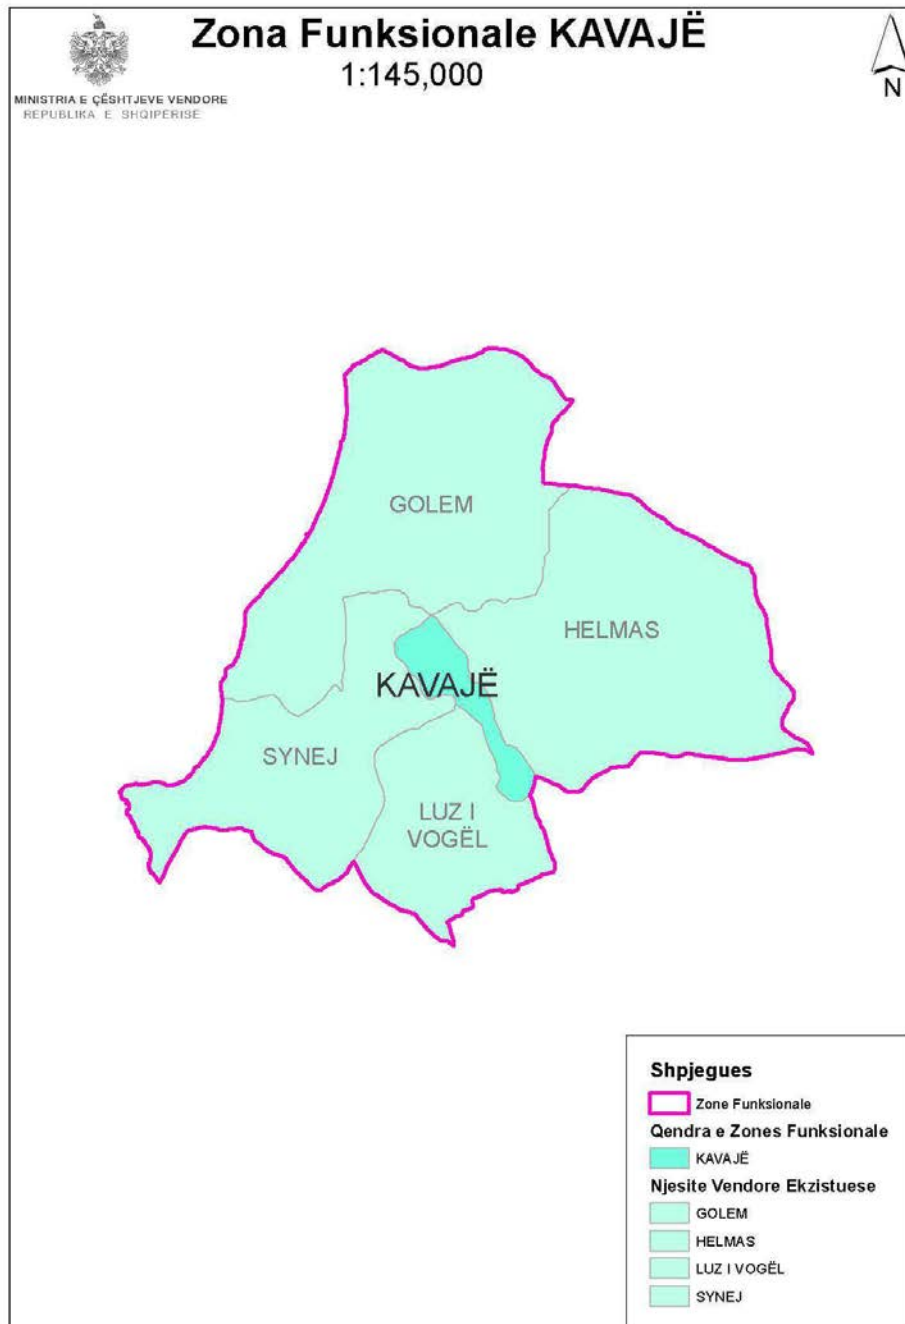 Zona Funksionale KAVAJË
1:145,000
MINISTRIA E ÇËSHTJEVE VENDORE
REPUBLIKA E SHQIPERISË
N
GOLEM
HELMAS
KAVAJË
SYNEJ
LUZ I
VOGËL
Shpjegues
Zone Funksionale
Qendra e Zones Funksionale
KAVAJË
Njesite Vendore Ekzistuese
GOLEM
HELMAS
LUZ I VOGËL
SYNEJ